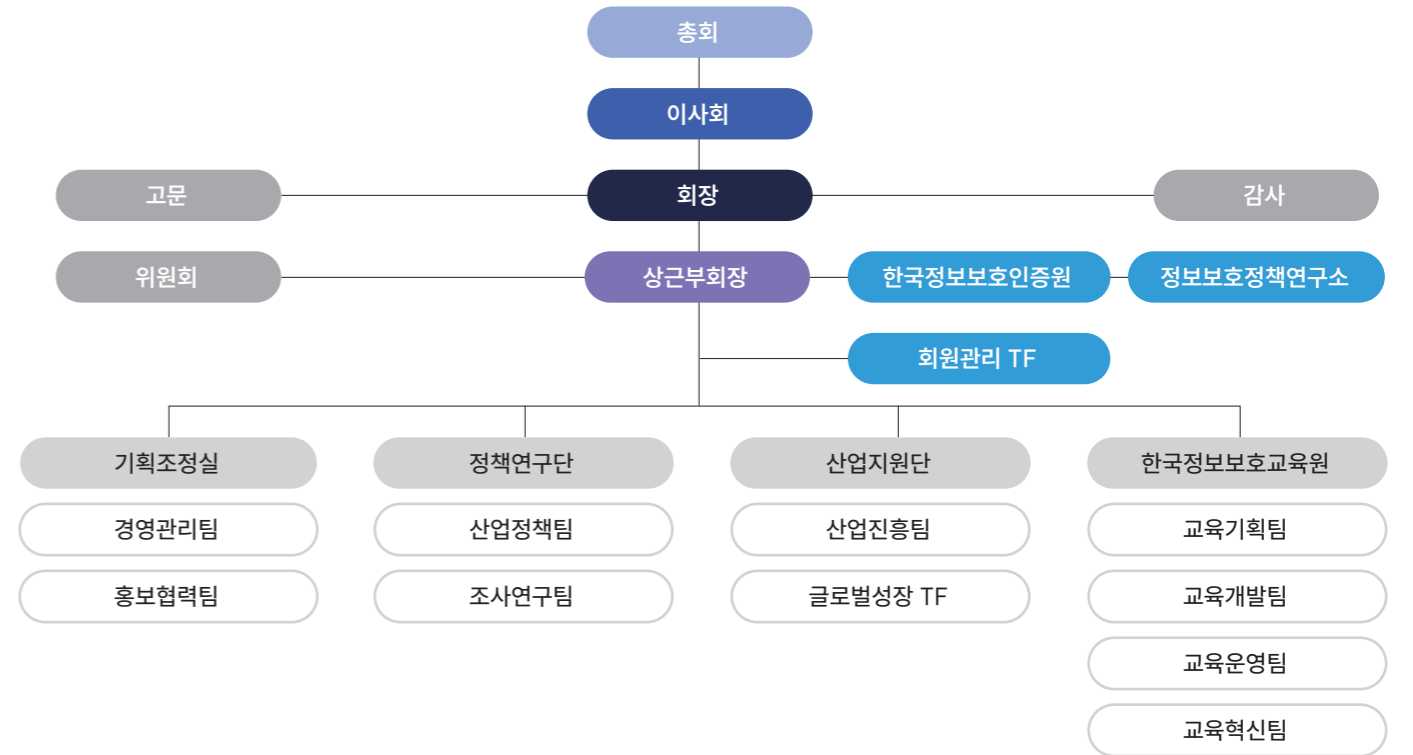 총회
이사회
고문
회장
감사
위원회
상근부회장
한국정보보호인증원
정보보호정책연구소
회원관리 TF
기획조정실
정책연구단
산업지원단
한국정보보호교육원
경영관리팀
산업정책팀
산업진흥팀
교육기획팀
홍보협력팀
조사연구팀
글로벌성장 TF
교육개발팀
교육운영팀
교육혁신팀